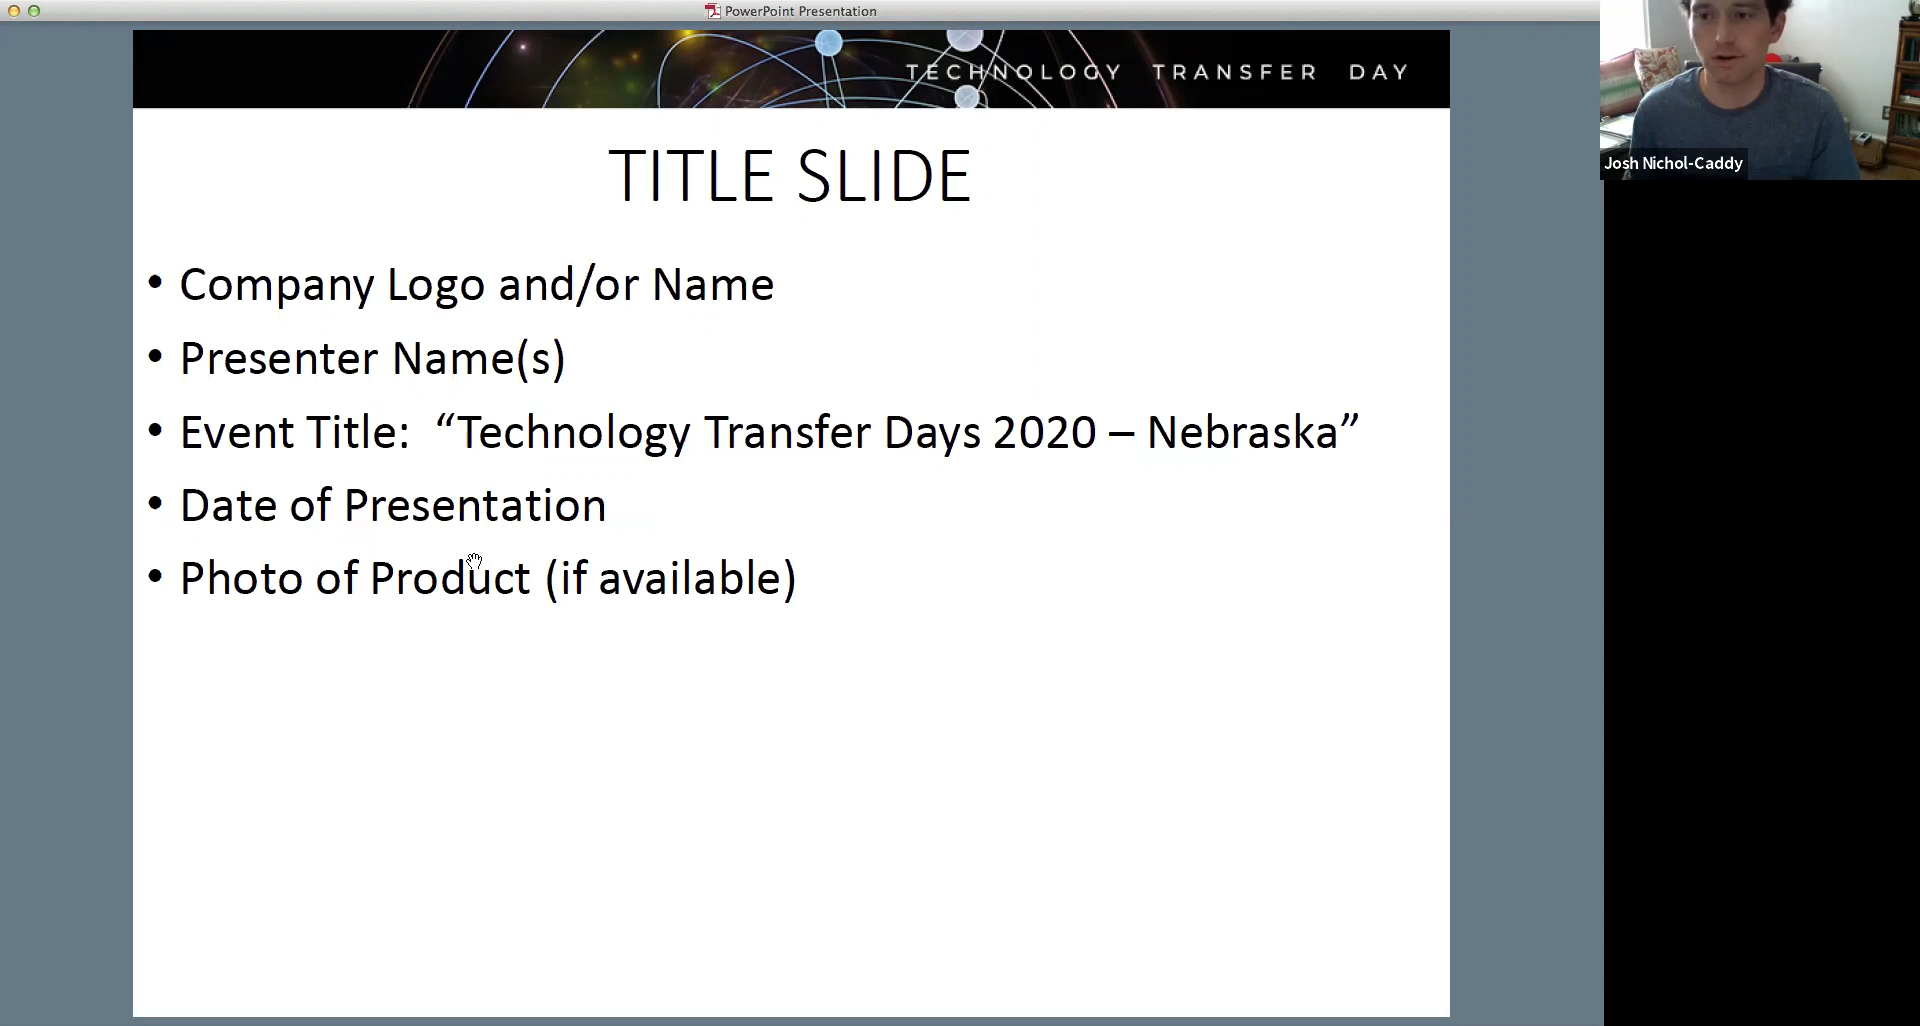 PowerPoint Presentation
TECHNOLOGY TRANSFER DAY
TITLE SLIDE
• Company Logo and/or Name
• Presenter Name(s)
• Event Title: “Technology Transfer Days 2020 – Nebraska”
• Date of Presentation
• Photo of Product (if available)
Josh Nichol-Caddy